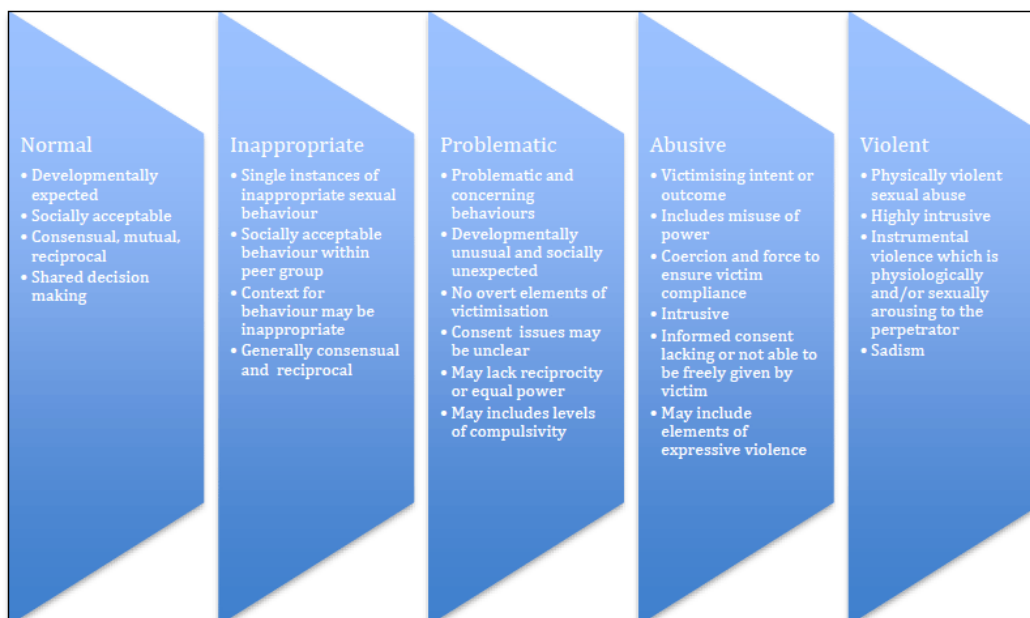 Normal
• Developmentally
expected
• Socially acceptable
• Consensual, mutual,
reciprocal
• Shared decision
making
Inappropriate
• Single instances of
inappropriate sexual
behaviour
• Socially acceptable
behaviour within
peer group
• Context for
behaviour may be
inappropriate
• Generally consensual
and reciprocal
Problematic
• Problematic and
concerning
behaviours
• Developmentally
unusual and socially
unexpected
• No overt elements of
victimisation
• Consent issues may
be unclear
• May lack reciprocity
or equal power
• May includes levels
of compulsivity
Abusive
• Victimising intent or
outcome
• Includes misuse of
power
• Coercion and force to
ensure victim
compliance
• Intrusive
• Informed consent
lacking or not able to
be freely given by
victim
• May include
elements of
expressive violence
Violent
• Physically violent
sexual abuse
• Highly intrusive
• Instrumental
violence which is
physiologically
and/or sexually
arousing to the
perpetrator
• Sadism